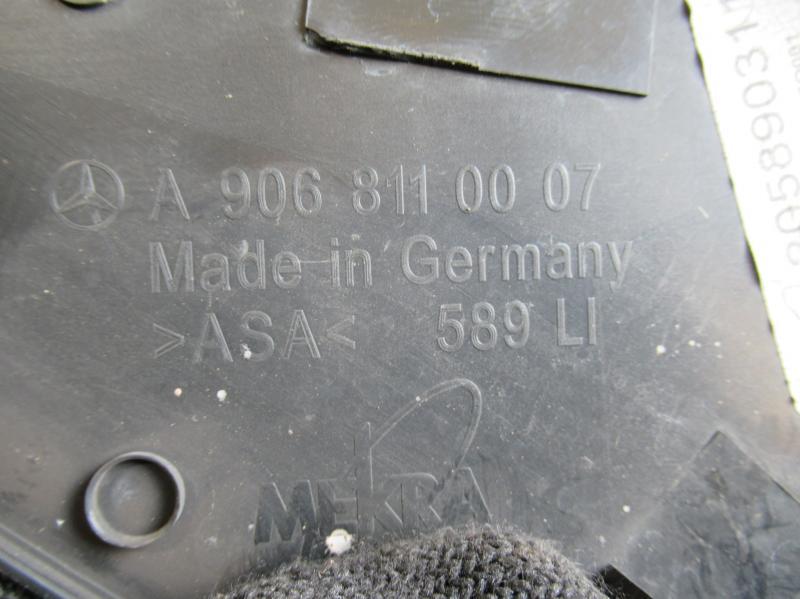 A 906 811 00 07
Made in Germany
>ASA< 589 LI
MEKRA